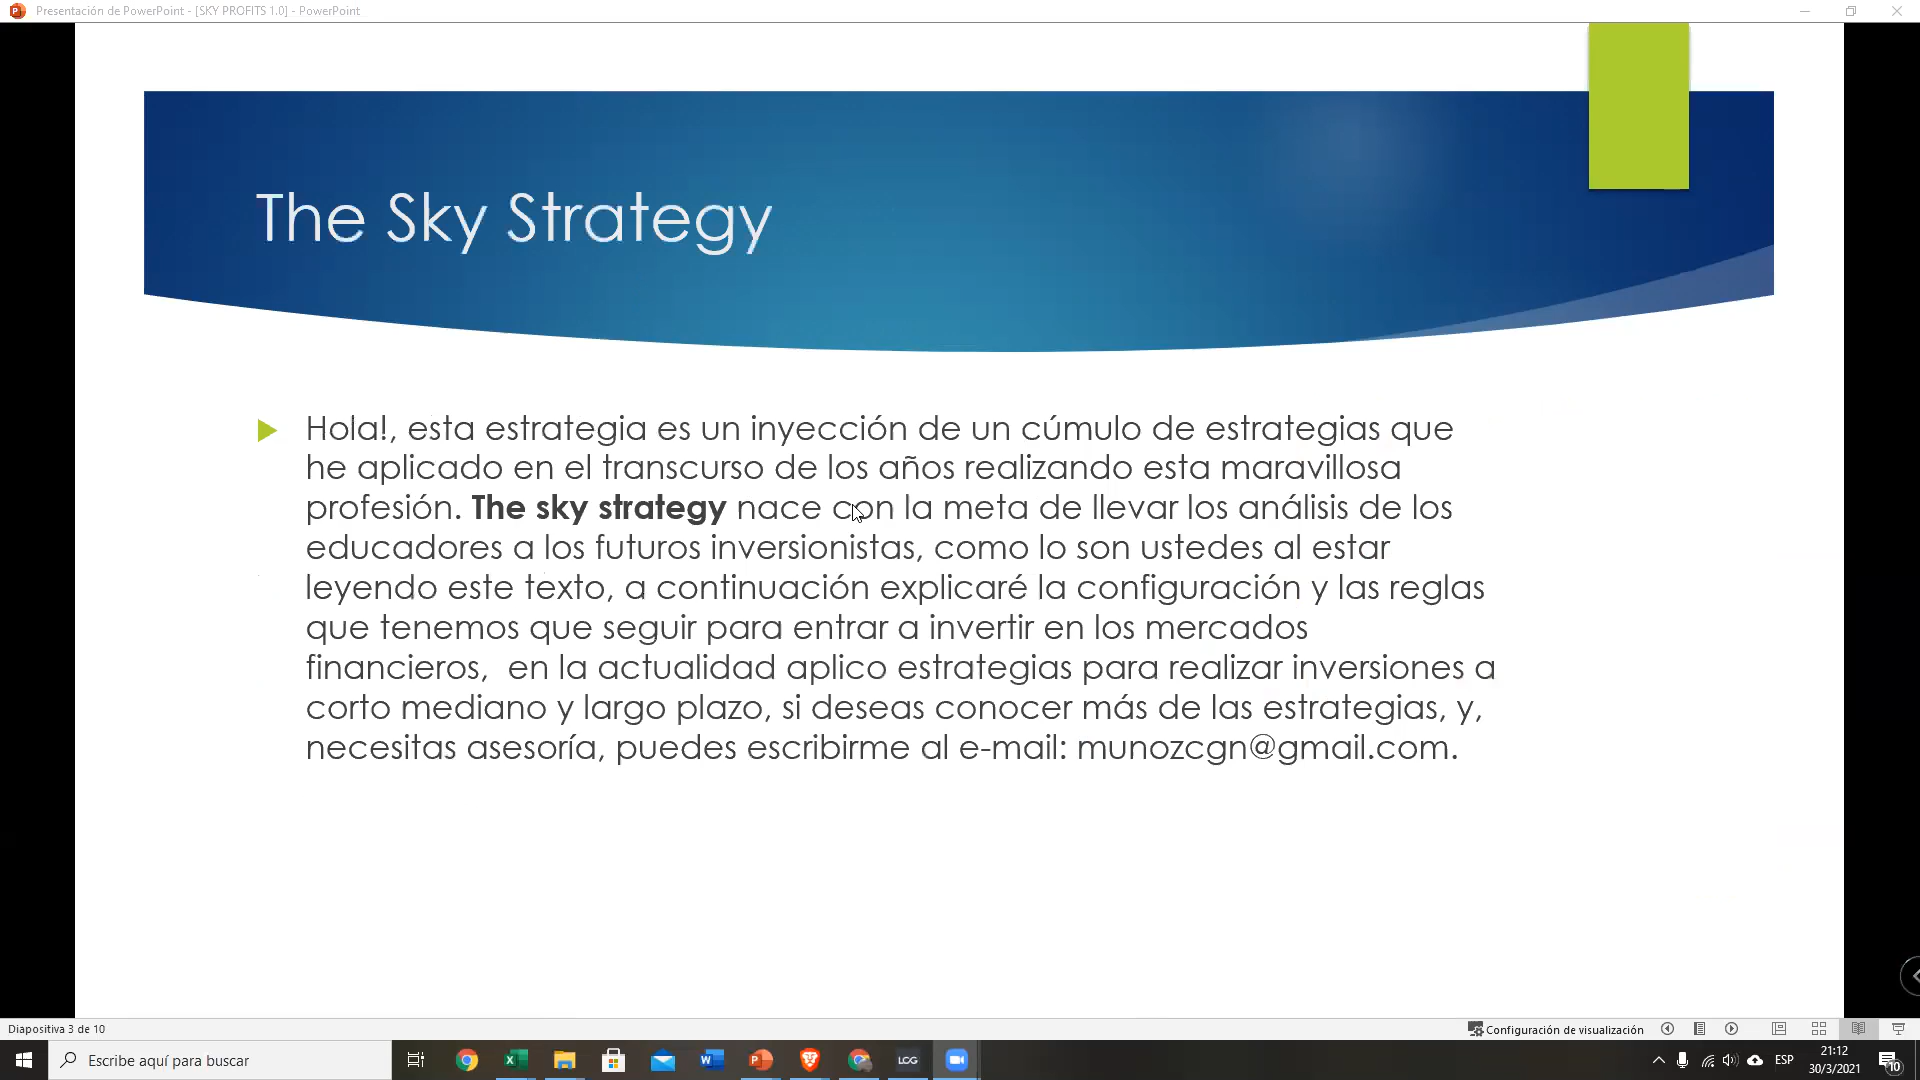 Presentación de PowerPoint - [SKY PROFITS 1.0] - PowerPoint
The Sky Strategy
Hola!, esta estrategia es un inyección de un cúmulo de estrategias que
he aplicado en el transcurso de los años realizando esta maravillosa
profesión. The sky strategy nace con la meta de llevar los análisis de los
educadores a los futuros inversionistas, como lo son ustedes al estar
leyendo este texto, a continuación explicaré la configuración y las reglas
que tenemos que seguir para entrar a invertir en los mercados
financieros,  en la actualidad aplico estrategias para realizar inversiones a
corto mediano y largo plazo, si deseas conocer más de las estrategias, y,
necesitas asesoría, puedes escribirme al e-mail: munozcgn@gmail.com.
Diapositiva 3 de 10
Configuración de visualización
Escribe aquí para buscar
LCG
ESP
21:12
30/3/2021
10